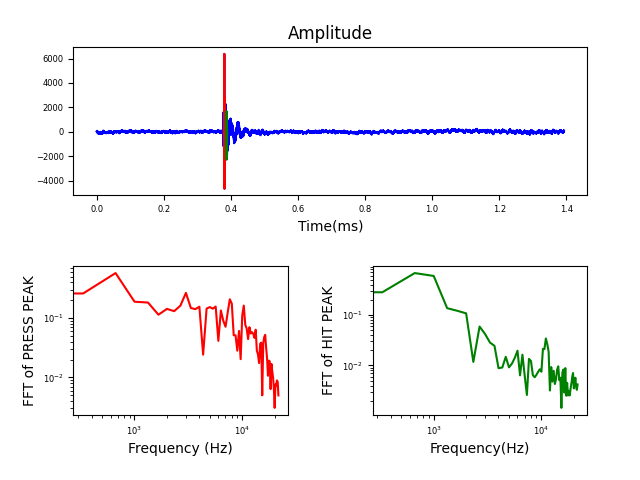 Amplitude
6000
4000
2000
0
−2000
−4000
0.0 0.2 0.4 0.6 0.8 1.0 1.2 1.4
Time(ms)
FFT of PRESS PEAK
10⁻¹
10⁻²
10³ 10⁴
Frequency (Hz)
FFT of HIT PEAK
10⁻¹
10⁻²
10³ 10⁴
Frequency(Hz)